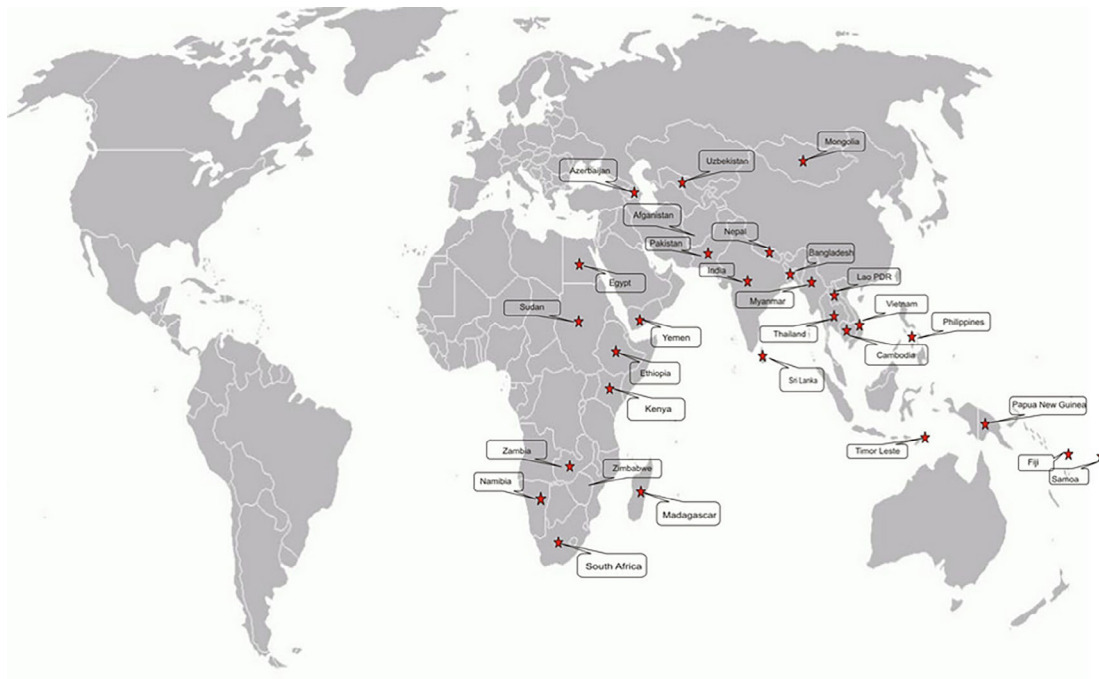 Mongolia
Uzbekistan
Azerbaijan
Afganistan
Nepal
Pakistan
Bangladesh
India
Lao PDR
Egypt
Myanmar
Vietnam
Sudan
Philippines
Yemen
Thailand
Cambodia
Ethiopia
Sri Lanka
Papua New Guinea
Kenya
Zambia
Timor Leste
Fiji
Zimbabwe
Samoa
Namibia
Madagascar
South Africa